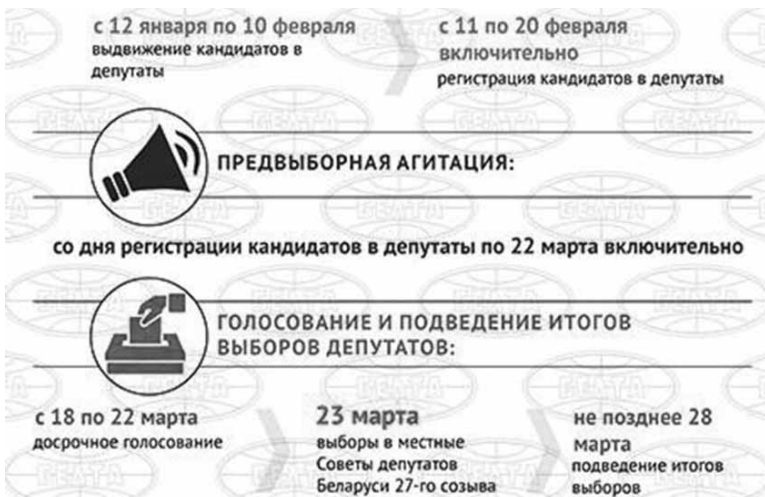 с 12 января по 10 февраля
выдвижение кандидатов в
депутаты
с 11 по 20 февраля
включительно
регистрация кандидатов в депутаты
ПРЕДВЫБОРНАЯ АГИТАЦИЯ:
со дня регистрации кандидатов в депутаты по 22 марта включительно
ГОЛОСОВАНИЕ И ПОДВЕДЕНИЕ ИТОГОВ
ВЫБОРОВ ДЕПУТАТОВ:
с 18 по 22 марта
досрочное голосование
23 марта
выборы в местные
Советы депутатов
Беларуси 27-го созыва
не позднее 28
марта
подведение итогов
выборов
БЕЛТА